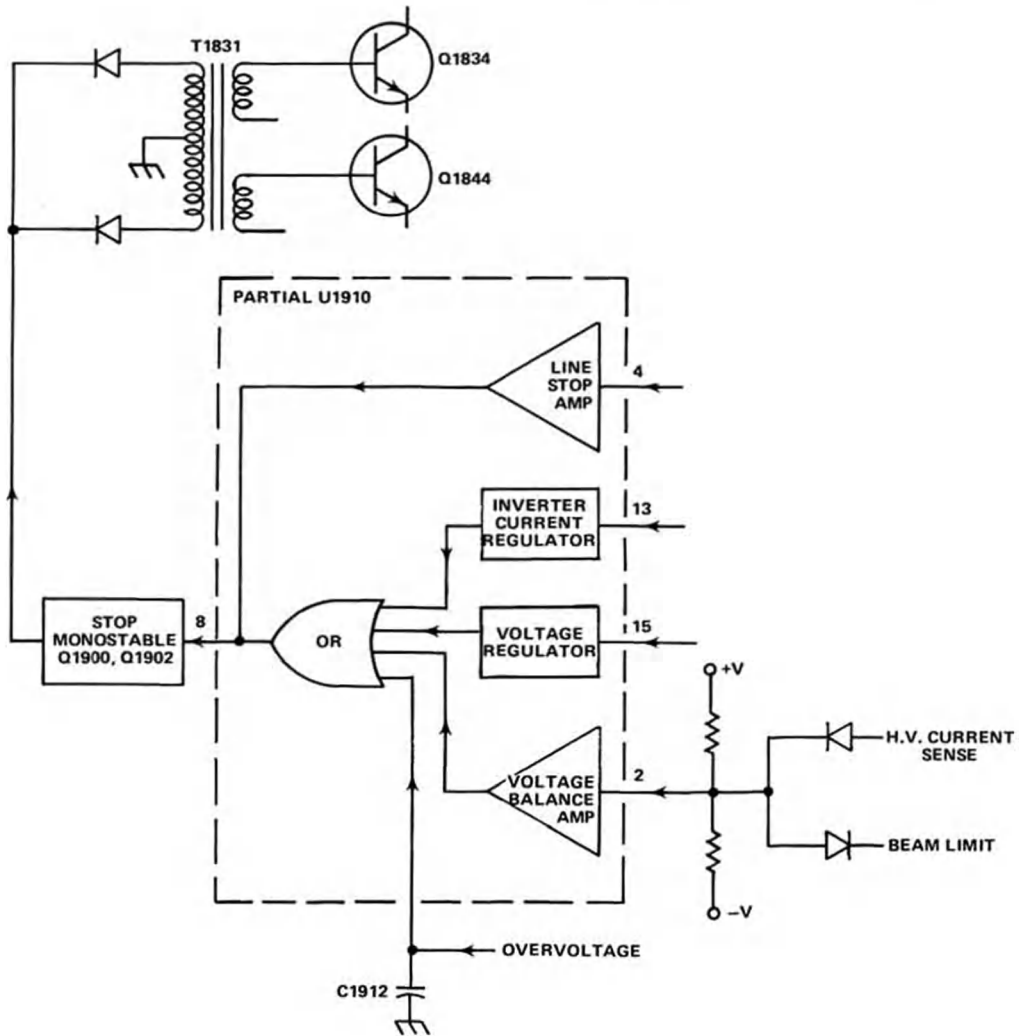 T1831
Q1834
Q1844
PARTIAL U1910
LINE
STOP
AMP
4
INVERTER
CURRENT
REGULATOR
13
OR
VOLTAGE
REGULATOR
15
STOP
MONOSTABLE
Q1900, Q1902
8
VOLTAGE
BALANCE
AMP
2
+V
-V
H.V. CURRENT
SENSE
BEAM LIMIT
OVERVOLTAGE
C1912